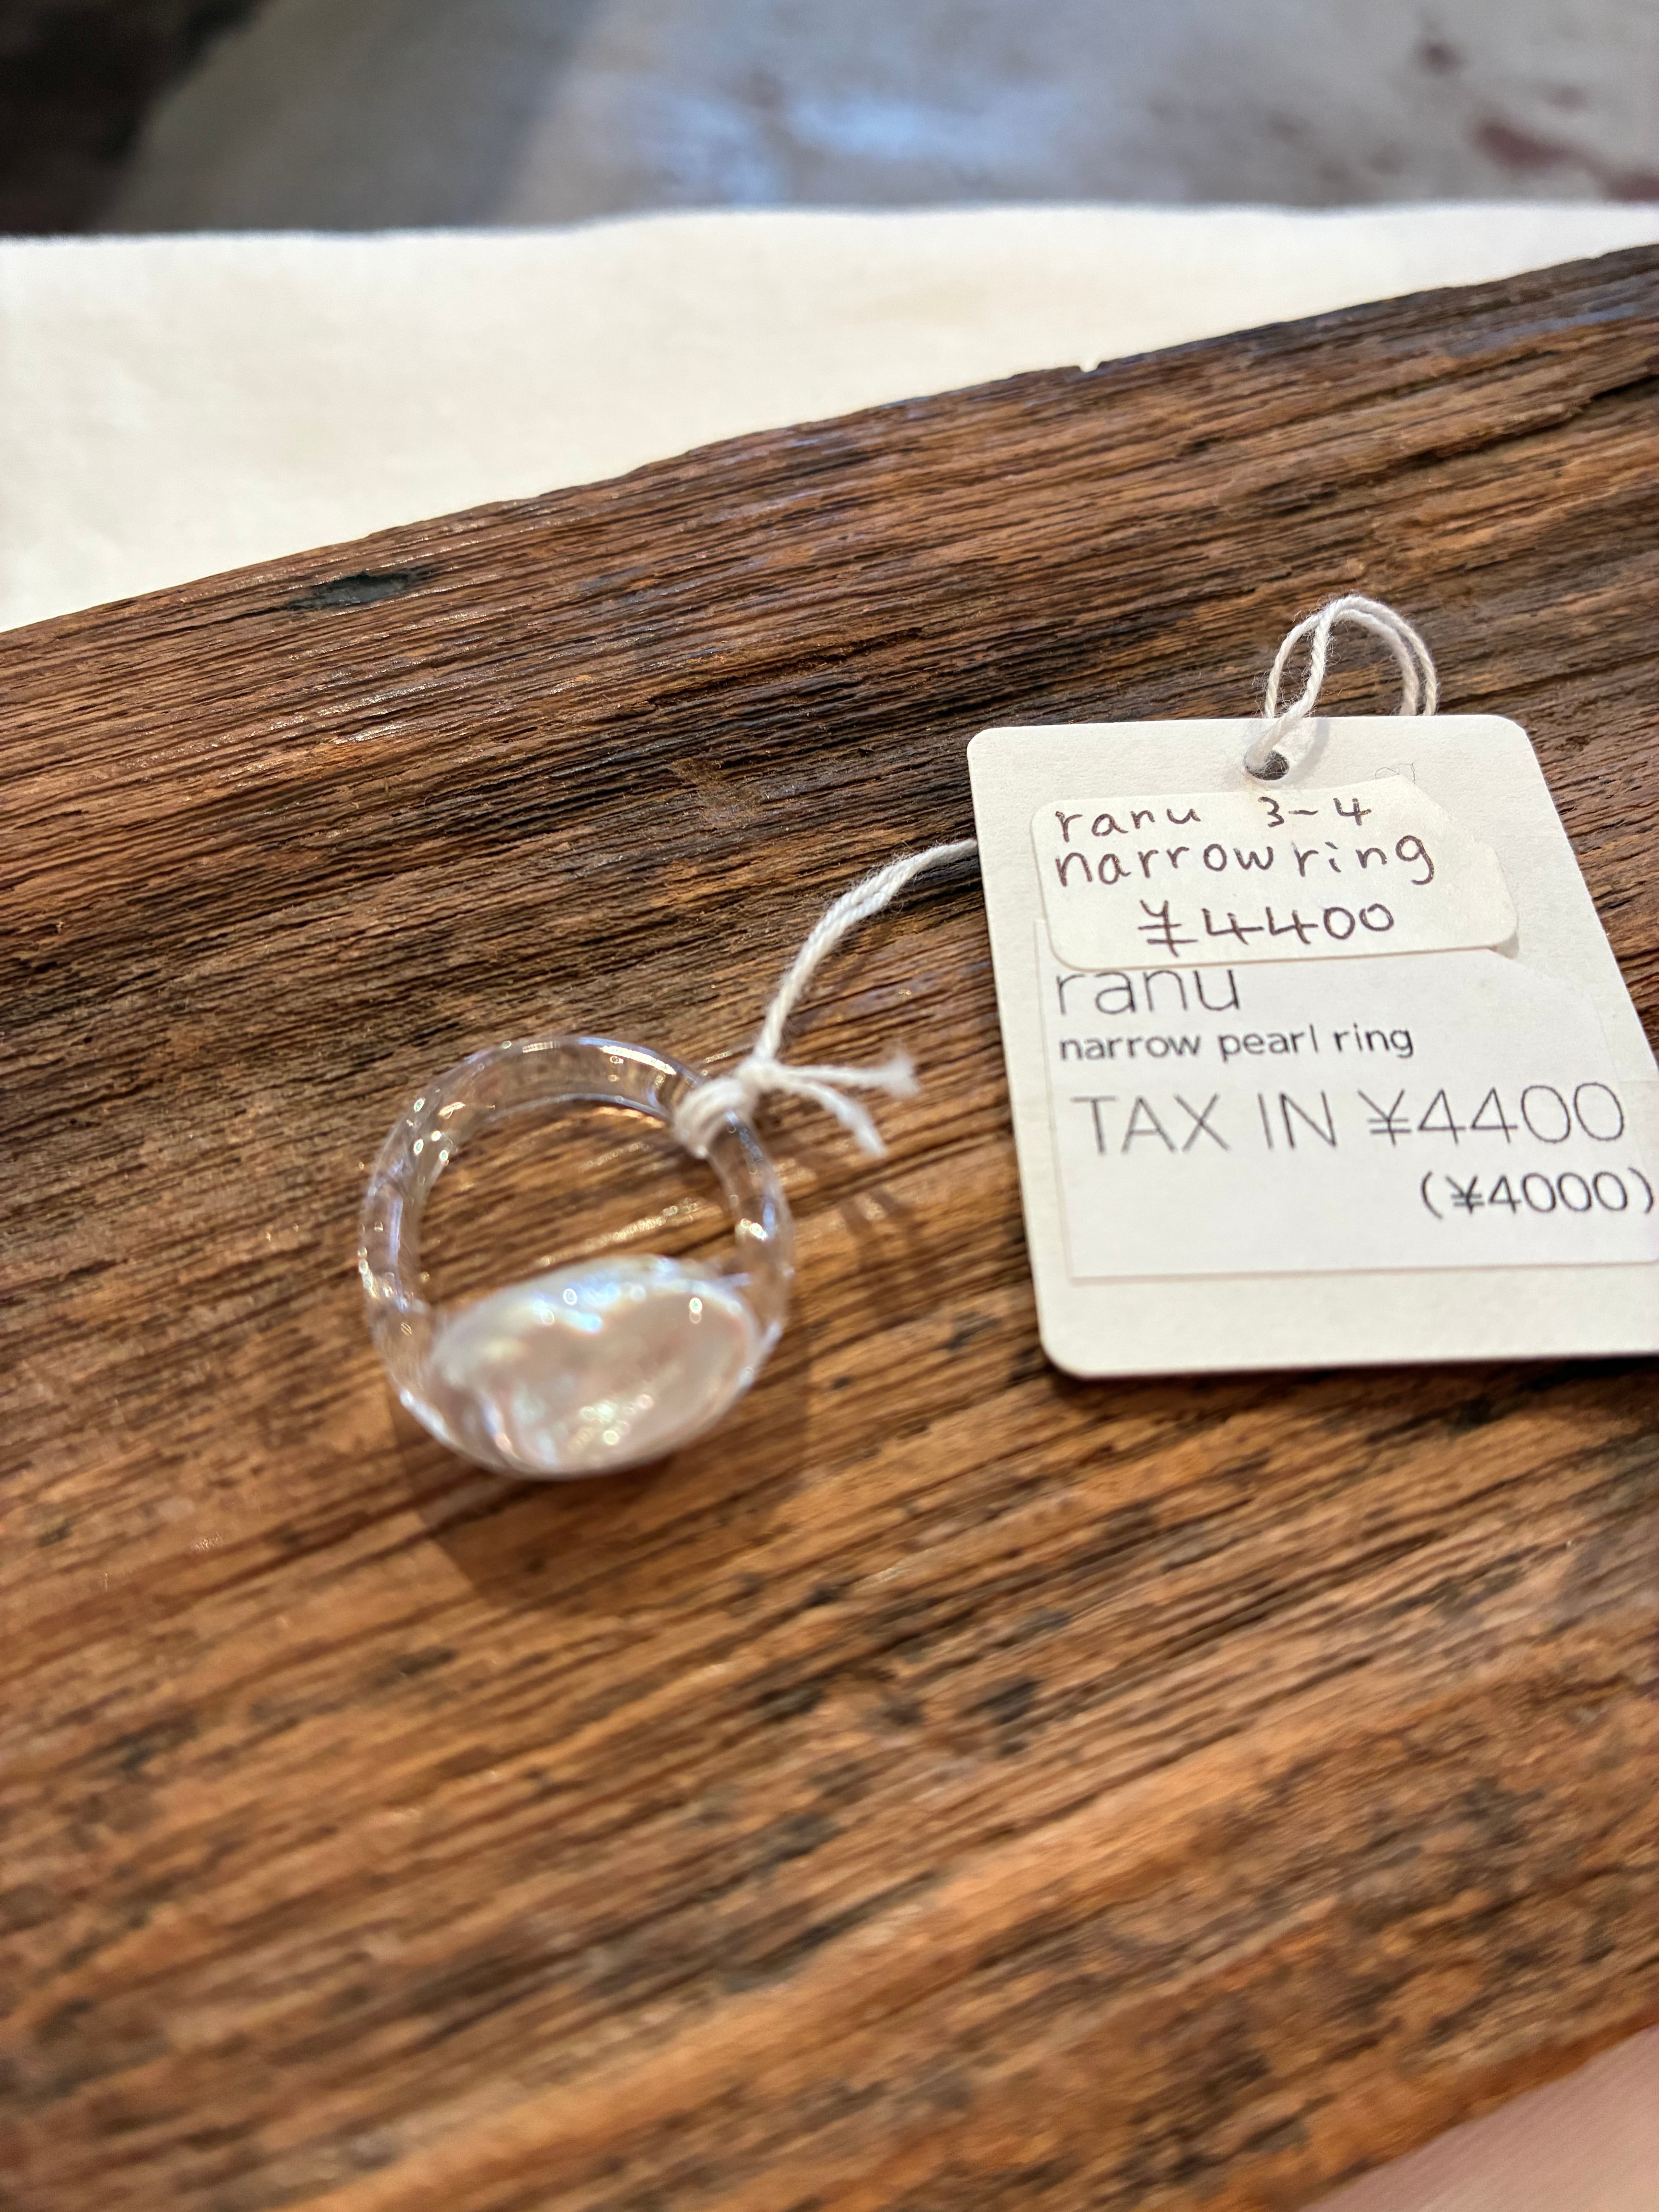 ranu 3-4
narrow ring
¥4400
ranu
narrow pearl ring
TAX IN ¥4400
(¥4000)